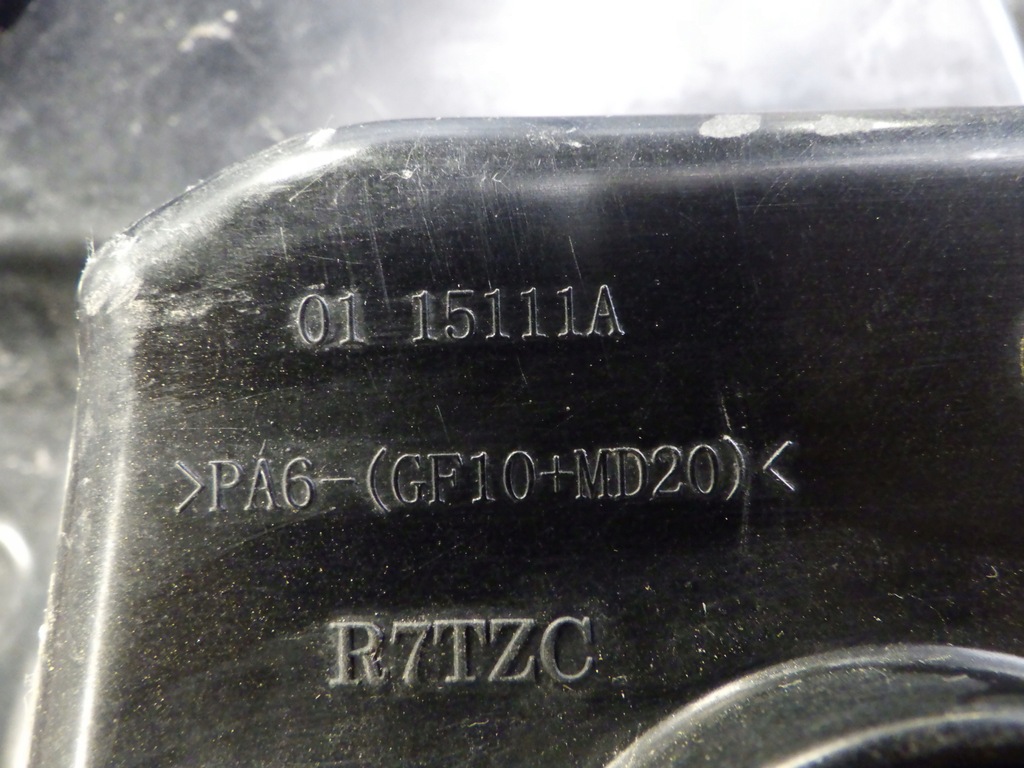 01 15111A
>PA6-(GF10+MD20)<
R7TZC